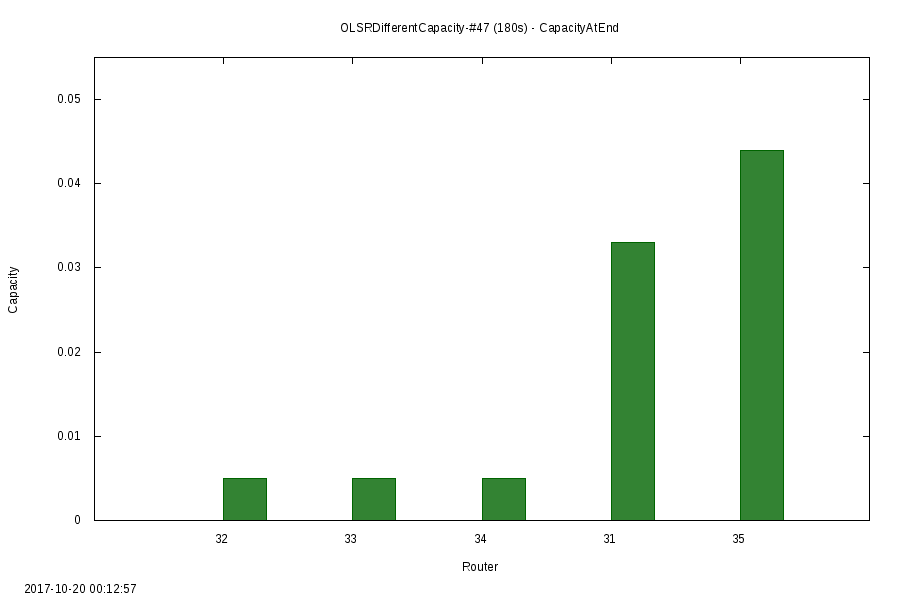 OLSRDifferentCapacity-#47 (180s) - CapacityAtEnd
0.05
0.04
0.03
0.02
0.01
0
Capacity
32 33 34 31 35
Router
2017-10-20 00:12:57